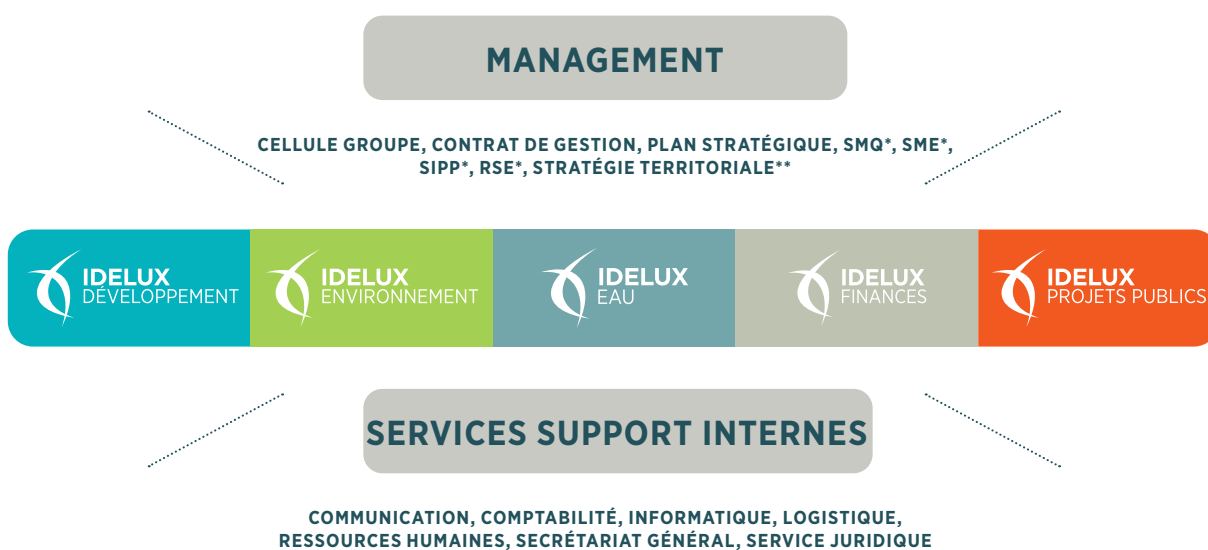 MANAGEMENT
CELLULE GROUPE, CONTRAT DE GESTION, PLAN STRATÉGIQUE, SMQ*, SME*,
SIPP*, RSE*, STRATÉGIE TERRITORIALE**
IDELUX
DÉVELOPPEMENT
IDELUX
ENVIRONNEMENT
IDELUX
EAU
IDELUX
FINANCES
IDELUX
PROJETS PUBLICS
SERVICES SUPPORT INTERNES
COMMUNICATION, COMPTABILITÉ, INFORMATIQUE, LOGISTIQUE,
RESSOURCES HUMAINES, SECRÉTARIAT GÉNÉRAL, SERVICE JURIDIQUE